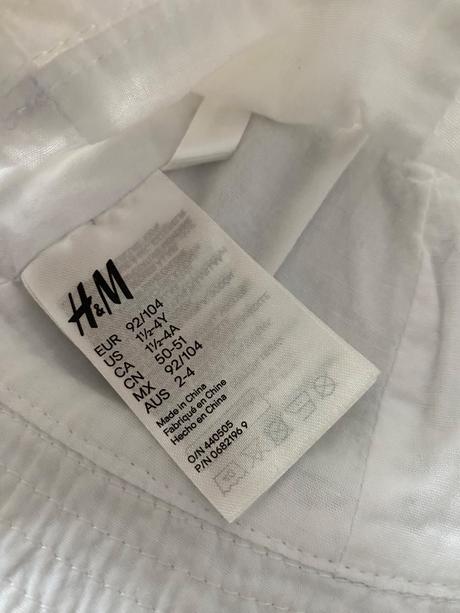 H&M
EUR 92/104
US 1½-4Y
CA 1½-4A
CN 50-51
MX 92/104
AUS 2-4
Made in China
Fabriqué en Chine
Hecho en China
O/N 440505
P/N 0682196 9